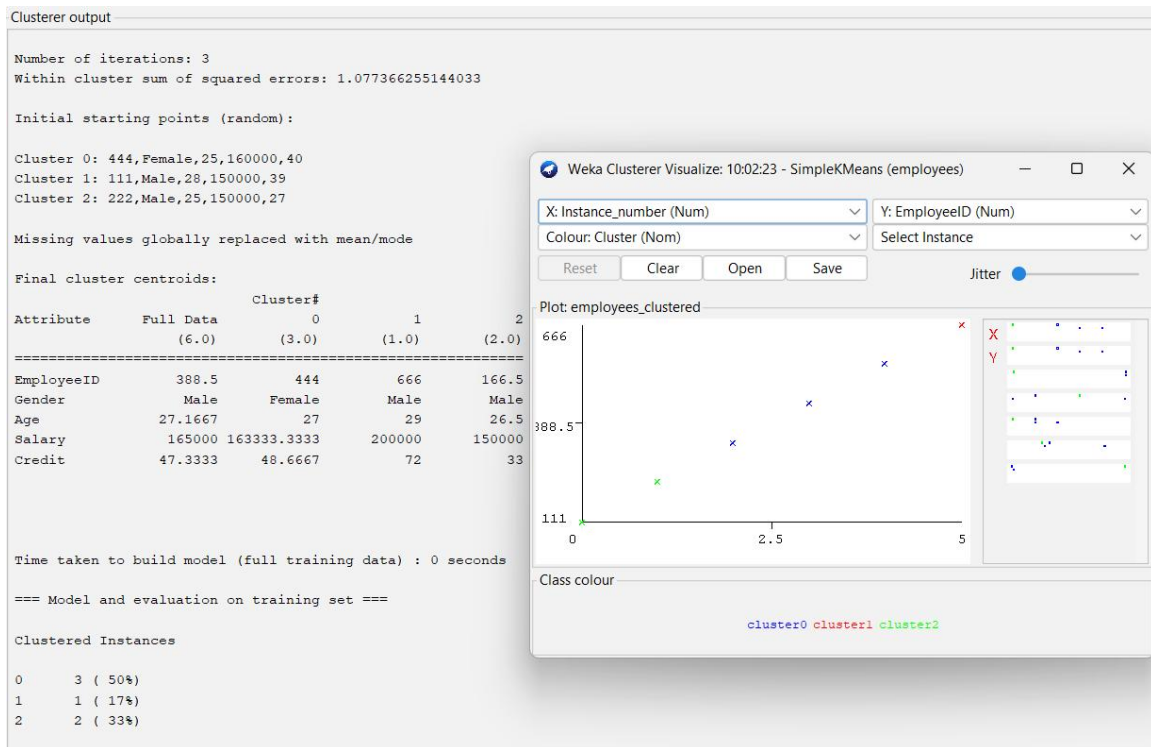 Clusterer output
Number of iterations: 3
Within cluster sum of squared errors: 1.077366255144033
Initial starting points (random):
Cluster 0: 444,Female,25,160000,40
Cluster 1: 111,Male,28,150000,39
Cluster 2: 222,Male,25,150000,27
Missing values globally replaced with mean/mode
Final cluster centroids:
Cluster#
Attribute Full Data 0 1 2
(6.0) (3.0) (1.0) (2.0)
=================================================================
EmployeeID 388.5 444 666 166.5
Gender Male Female Male Male
Age 27.1667 27 29 26.5
Salary 165000 163333.3333 200000 150000
Credit 47.3333 48.6667 72 33
Time taken to build model (full training data) : 0 seconds
=== Model and evaluation on training set ===
Clustered Instances
0 3 ( 50%)
1 1 ( 17%)
2 2 ( 33%)
Weka Clusterer Visualize: 10:02:23 - SimpleKMeans (employees)
X: Instance_number (Num) Y: EmployeeID (Num)
Colour: Cluster (Nom) Select Instance
Reset Clear Open Save Jitter
Plot: employees_clustered
666
388.5
111
0 2.5 5
X
Y
Class colour
cluster0 cluster1 cluster2